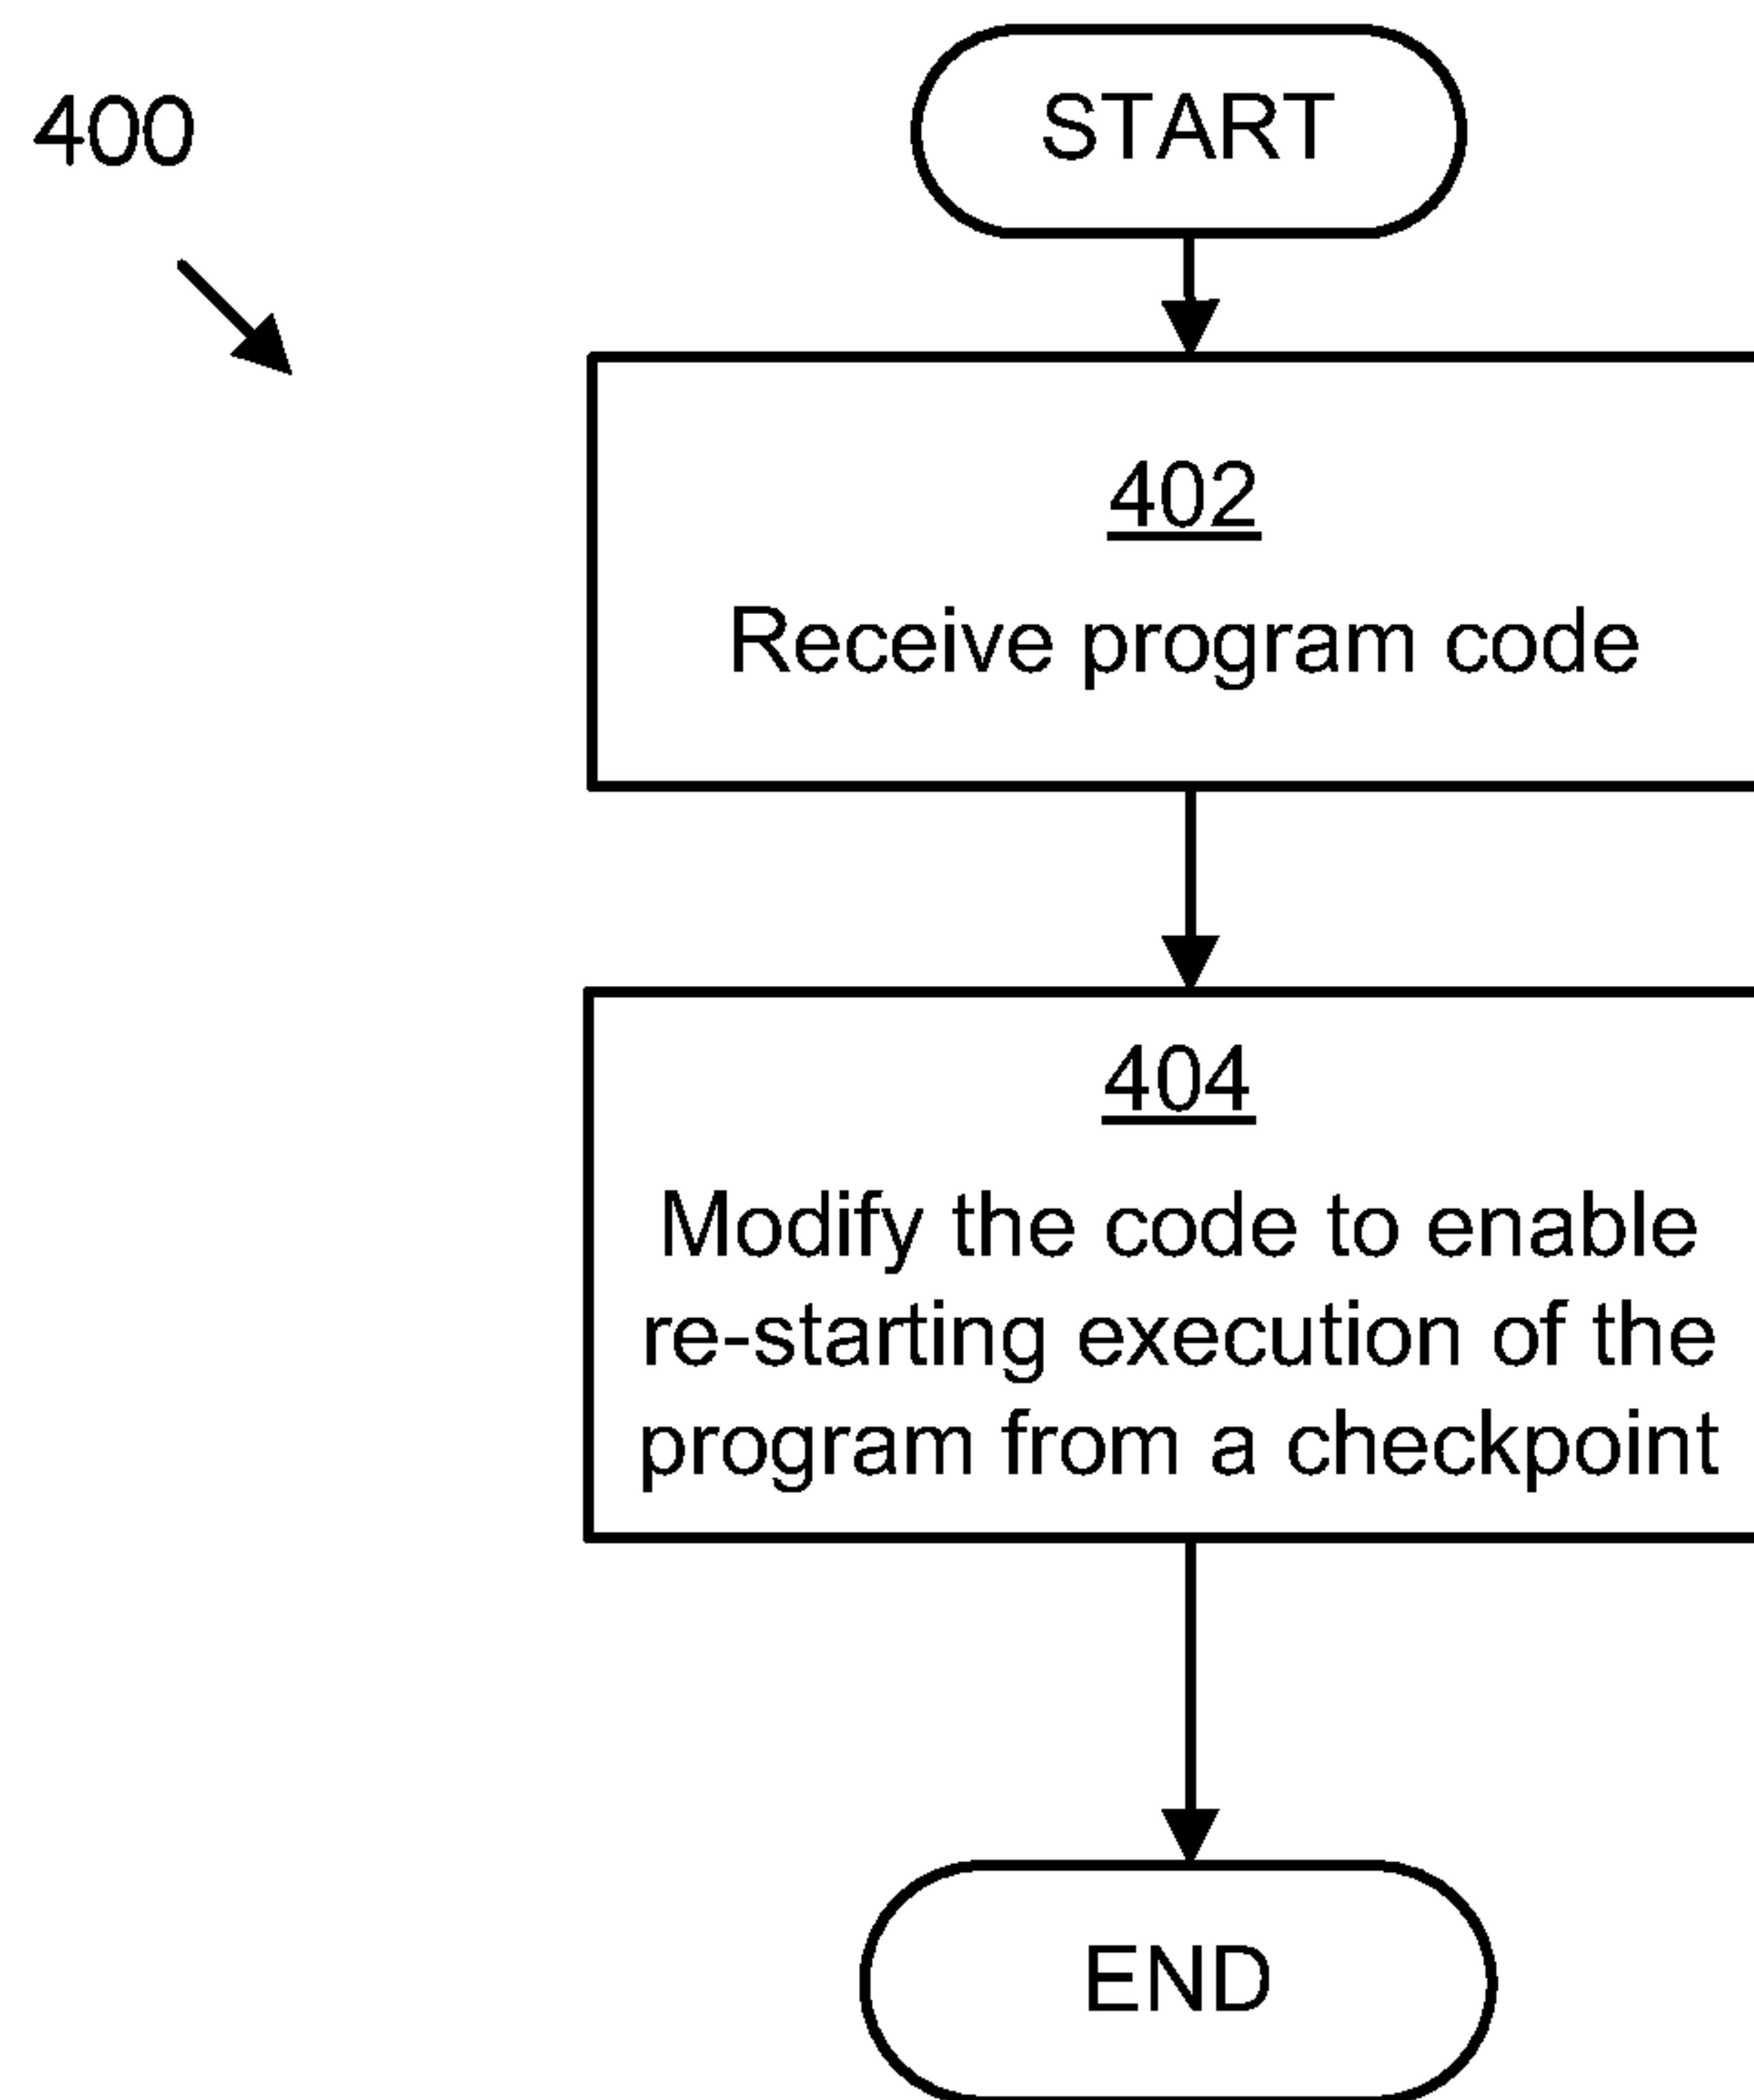 400
START
402
Receive program code
404
Modify the code to enable
re-starting execution of the
program from a checkpoint
END